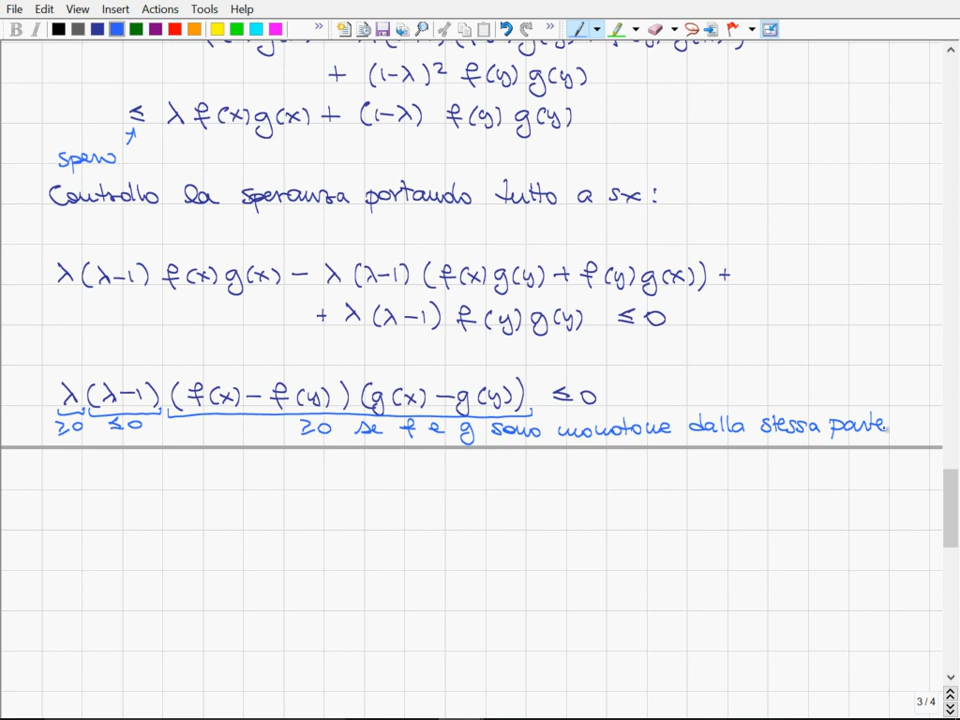 File Edit View Insert Actions Tools Help
B I
+ (1-λ)² f(y) g(y)
≤ λ f(x) g(x) + (1-λ) f(y) g(y)
spero
Controllo la speranza portando tutto a sx:
λ(λ-1) f(x) g(x) - λ(λ-1) (f(x) g(y) + f(y) g(x)) +
+ λ(λ-1) f(y) g(y) ≤ 0
λ(λ-1) (f(x) - f(y)) (g(x) - g(y)) ≤ 0
≥0 ≤0 ≥0 se f e g sono monotone dalla stessa parte.
3 / 4